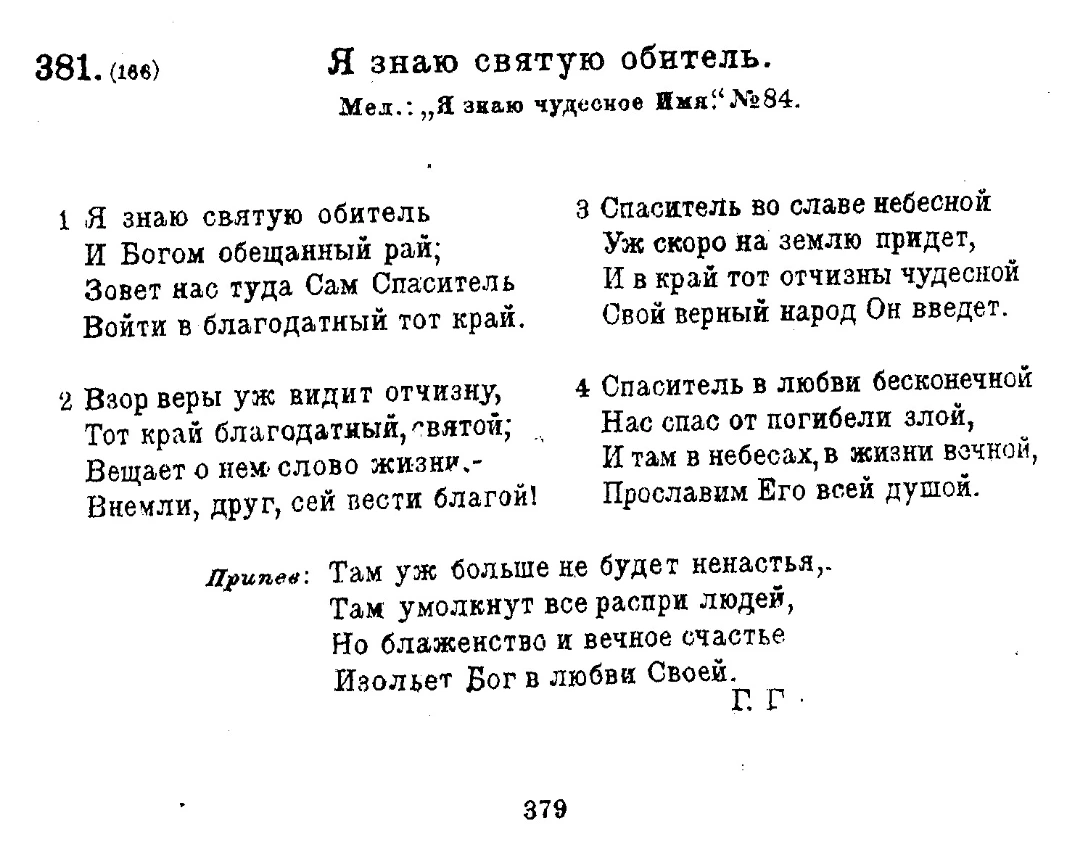 381. (166)
Я знаю святую обитель.
Мел.: „Я знаю чудесное Имя.“ №84.
1 Я знаю святую обитель
И Богом обещанный рай;
Зовет нас туда Сам Спаситель
Войти в благодатный тот край.
2 Взор веры уж видит отчизну,
Тот край благодатный, святой;
Вещает о нем слово жизни.-
Внемли, друг, сей вести благой!
3 Спаситель во славе небесной
Уж скоро на землю придет,
И в край тот отчизны чудесной
Свой верный народ Он введет.
4 Спаситель в любви бесконечной
Нас спас от погибели злой,
И там в небесах, в жизни вечной,
Прославим Его всей душой.
Припев: Там уж больше не будет ненастья,.
Там умолкнут все распри людей,
Но блаженство и вечное счастье
Изольет Бог в любви Своей.
Г. Г.
379